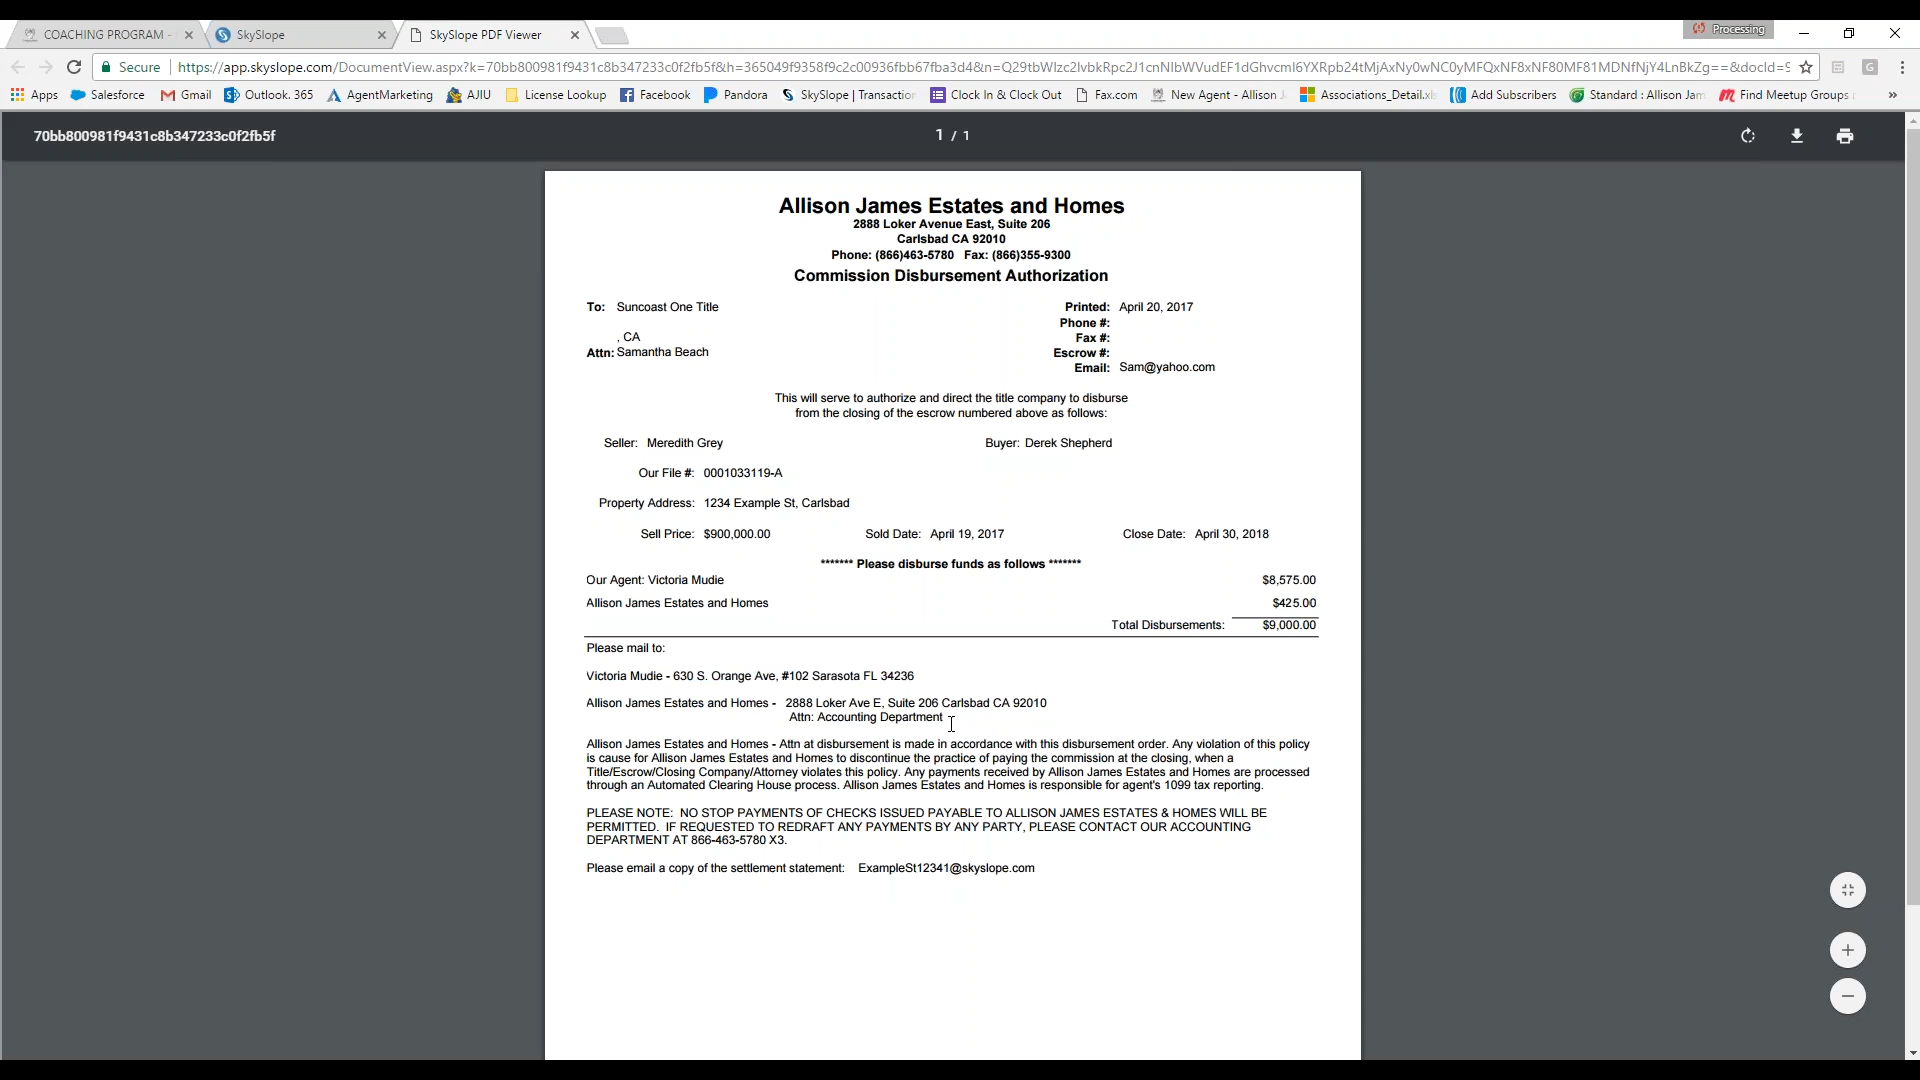 COACHING PROGRAM -
SkySlope
SkySlope PDF Viewer
Processing
Secure
Apps
Salesforce
Gmail
Outlook. 365
AgentMarketing
AJIU
License Lookup
Facebook
Pandora
SkySlope | Transaction
Clock In & Clock Out
Fax.com
New Agent - Allison
Associations_Detail.xls
Add Subscribers
Standard : Allison Jam
Find Meetup Groups
»
70bb800981f9431c8b347233c0f2fb5f
1 / 1
Allison James Estates and Homes
2888 Loker Avenue East, Suite 206
Carlsbad CA 92010
Phone: (866)463-5780 Fax: (866)355-9300
Commission Disbursement Authorization
To: Suncoast One Title
Printed: April 20, 2017
Phone #:
, CA
Fax #:
Attn: Samantha Beach
Escrow #:
Email: Sam@yahoo.com
This will serve to authorize and direct the title company to disburse
from the closing of the escrow numbered above as follows:
Seller: Meredith Grey
Buyer: Derek Shepherd
Our File #: 0001033119-A
Property Address: 1234 Example St, Carlsbad
Sell Price: $900,000.00
Sold Date: April 19, 2017
Close Date: April 30, 2018
******* Please disburse funds as follows *******
Our Agent: Victoria Mudie $8,575.00
Allison James Estates and Homes $425.00
Total Disbursements: $9,000.00
Please mail to:
Victoria Mudie - 630 S. Orange Ave, #102 Sarasota FL 34236
Allison James Estates and Homes - 2888 Loker Ave E, Suite 206 Carlsbad CA 92010
Attn: Accounting Department
Allison James Estates and Homes - Attn at disbursement is made in accordance with this disbursement order. Any violation of this policy
is cause for Allison James Estates and Homes to discontinue the practice of paying the commission at the closing, when a
Title/Escrow/Closing Company/Attorney violates this policy. Any payments received by Allison James Estates and Homes are processed
through an Automated Clearing House process. Allison James Estates and Homes is responsible for agent's 1099 tax reporting.
PLEASE NOTE: NO STOP PAYMENTS OF CHECKS ISSUED PAYABLE TO ALLISON JAMES ESTATES & HOMES WILL BE
PERMITTED. IF REQUESTED TO REDRAFT ANY PAYMENTS BY ANY PARTY, PLEASE CONTACT OUR ACCOUNTING
DEPARTMENT AT 866-463-5780 X3.
Please email a copy of the settlement statement: ExampleSt12341@skyslope.com